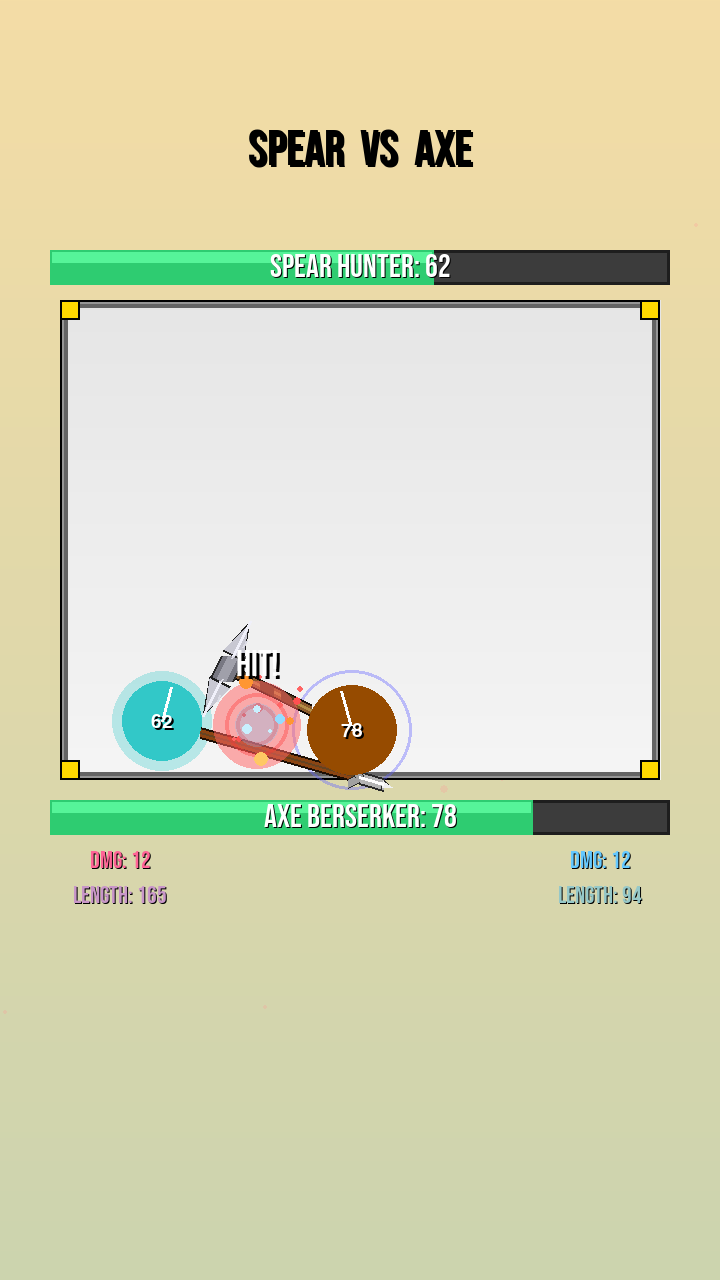 SPEAR VS AXE
SPEAR HUNTER: 62
HIT!
62
78
AXE BERSERKER: 78
DMG: 12
DMG: 12
LENGTH: 165
LENGTH: 94